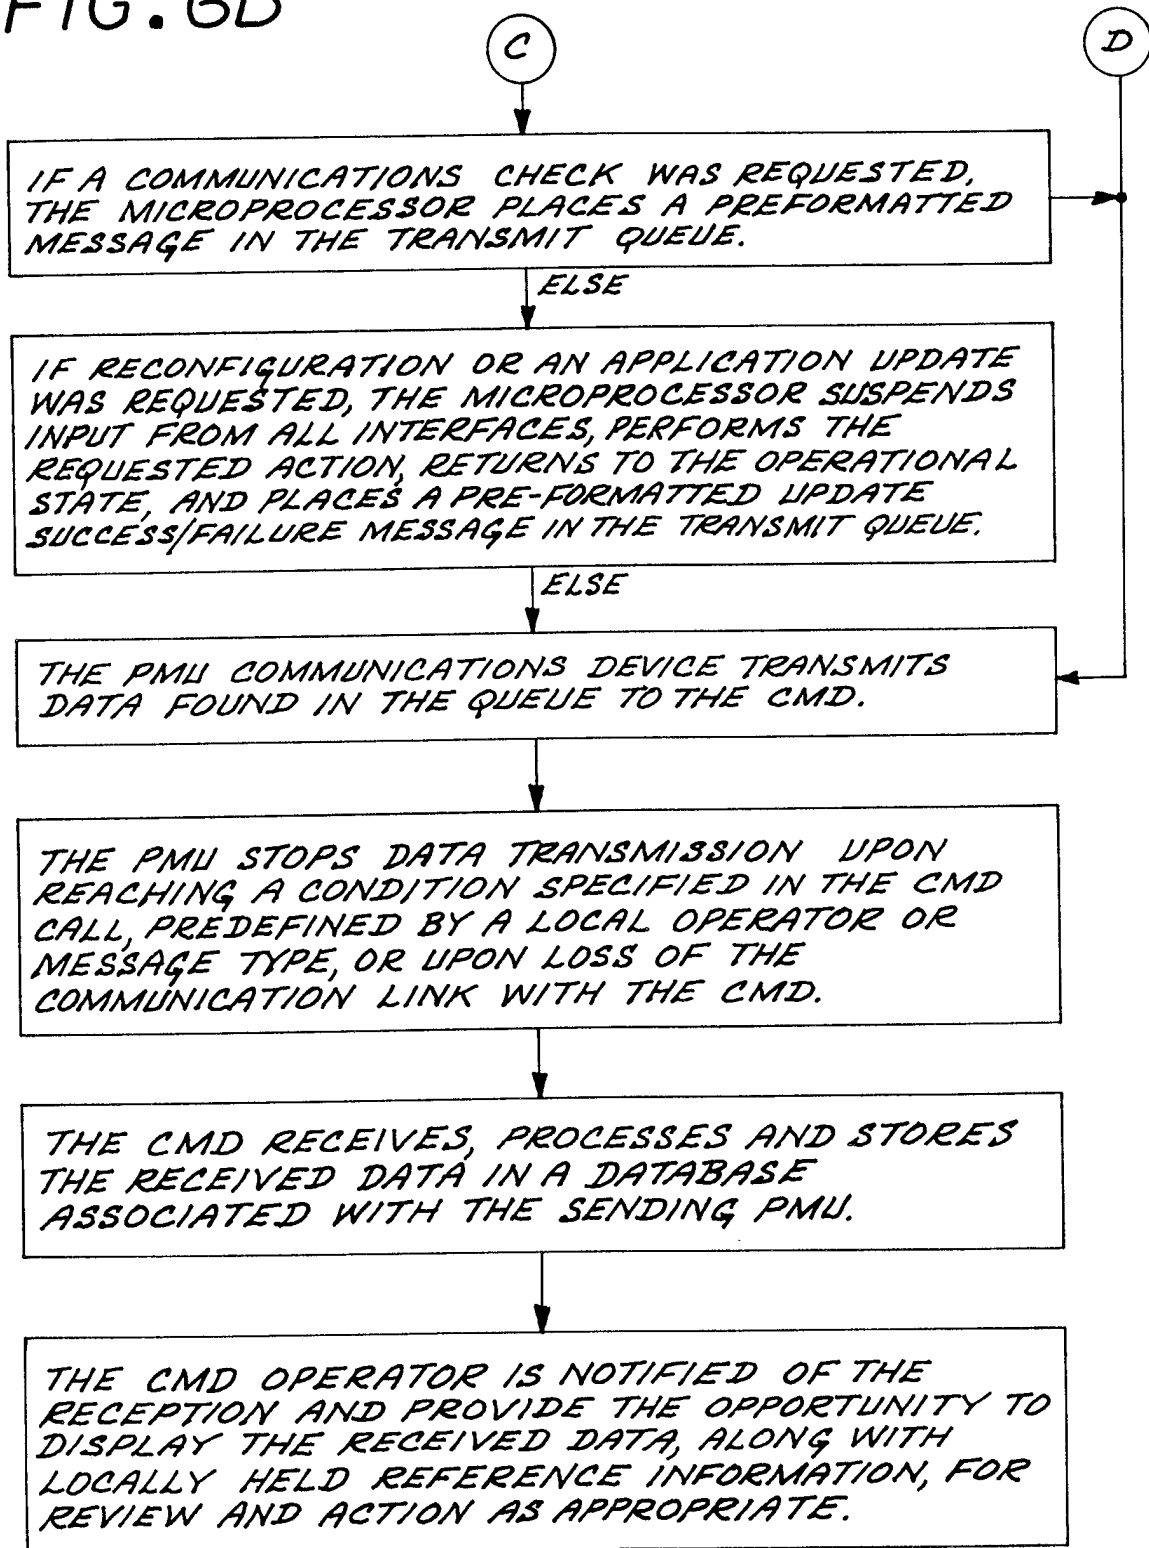 FIG. 6D
C
D
IF A COMMUNICATIONS CHECK WAS REQUESTED,
THE MICROPROCESSOR PLACES A PREFORMATTED
MESSAGE IN THE TRANSMIT QUEUE.
ELSE
IF RECONFIGURATION OR AN APPLICATION UPDATE
WAS REQUESTED, THE MICROPROCESSOR SUSPENDS
INPUT FROM ALL INTERFACES, PERFORMS THE
REQUESTED ACTION, RETURNS TO THE OPERATIONAL
STATE, AND PLACES A PRE-FORMATTED UPDATE
SUCCESS/FAILURE MESSAGE IN THE TRANSMIT QUEUE.
ELSE
THE PMU COMMUNICATIONS DEVICE TRANSMITS
DATA FOUND IN THE QUEUE TO THE CMD.
THE PMU STOPS DATA TRANSMISSION UPON
REACHING A CONDITION SPECIFIED IN THE CMD
CALL, PREDEFINED BY A LOCAL OPERATOR OR
MESSAGE TYPE, OR UPON LOSS OF THE
COMMUNICATION LINK WITH THE CMD.
THE CMD RECEIVES, PROCESSES AND STORES
THE RECEIVED DATA IN A DATABASE
ASSOCIATED WITH THE SENDING PMU.
THE CMD OPERATOR IS NOTIFIED OF THE
RECEPTION AND PROVIDE THE OPPORTUNITY TO
DISPLAY THE RECEIVED DATA, ALONG WITH
LOCALLY HELD REFERENCE INFORMATION, FOR
REVIEW AND ACTION AS APPROPRIATE.